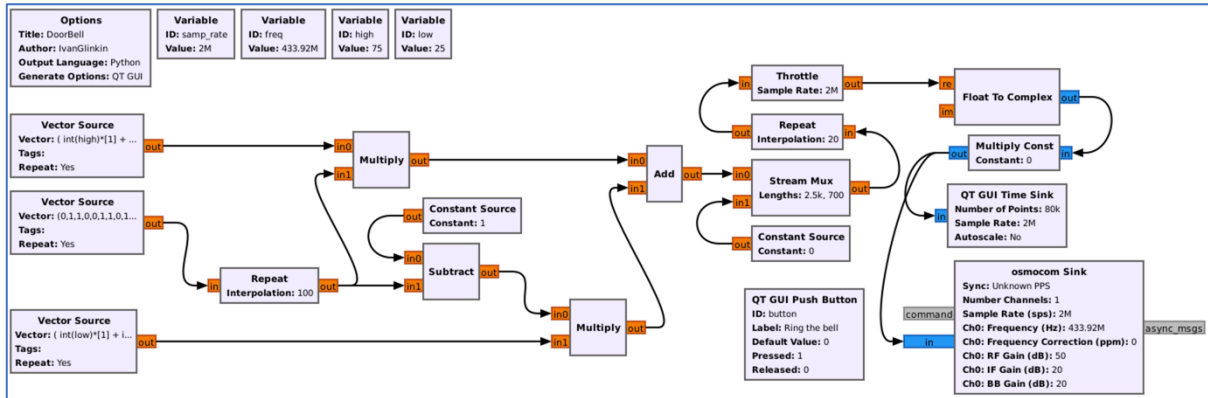 Options
Title: DoorBell
Author: IvanGlinkin
Output Language: Python
Generate Options: QT GUI
Variable
ID: samp_rate
Value: 2M
Variable
ID: freq
Value: 433.92M
Variable
ID: high
Value: 75
Variable
ID: low
Value: 25
Vector Source
Vector: ( int(high)*[1] + ...
Tags:
Repeat: Yes
out
Vector Source
Vector: (0,1,1,0,0,1,1,0,1...
Tags:
Repeat: Yes
out
Vector Source
Vector: ( int(low)*[1] + i...
Tags:
Repeat: Yes
out
in
Repeat
Interpolation: 100
out
in0
in1
Multiply
out
out
Constant Source
Constant: 1
in0
in1
Subtract
out
in0
in1
Multiply
out
in0
in1
Add
out
in
Throttle
Sample Rate: 2M
out
out
Repeat
Interpolation: 20
in
in0
in1
Stream Mux
Lengths: 2.5k, 700
out
out
Constant Source
Constant: 0
QT GUI Push Button
ID: button
Label: Ring the bell
Default Value: 0
Pressed: 1
Released: 0
re
im
Float To Complex
out
out
Multiply Const
Constant: 0
in
in
QT GUI Time Sink
Number of Points: 80k
Sample Rate: 2M
Autoscale: No
command
in
osmocom Sink
Sync: Unknown PPS
Number Channels: 1
Sample Rate (sps): 2M
Ch0: Frequency (Hz): 433.92M
Ch0: Frequency Correction (ppm): 0
Ch0: RF Gain (dB): 50
Ch0: IF Gain (dB): 20
Ch0: BB Gain (dB): 20
async_msgs